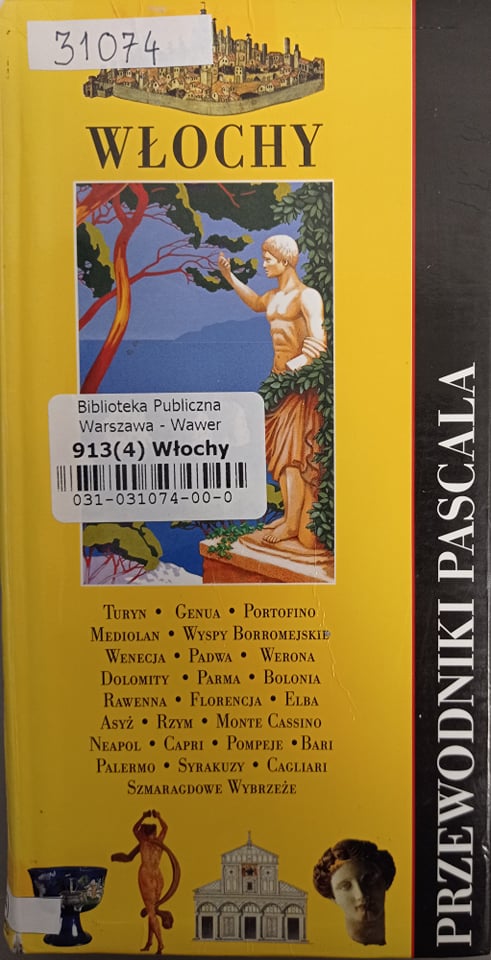 31074
WŁOCHY
Biblioteka Publiczna
Warszawa - Wawer
913(4) Włochy
031-031074-00-0
TURYN • GENUA • PORTOFINO
MEDIOLAN • WYSPY BORROMEJSKIE
WENECJA • PADWA • WERONA
DOLOMITY • PARMA • BOLONIA
RAWENNA • FLORENCJA • ELBA
ASYŻ • RZYM • MONTE CASSINO
NEAPOL • CAPRI • POMPEJE • BARI
PALERMO • SYRAKUZY • CAGLIARI
SZMARAGDOWE WYBRZEŻE
PRZEWODNIKI PASCALA